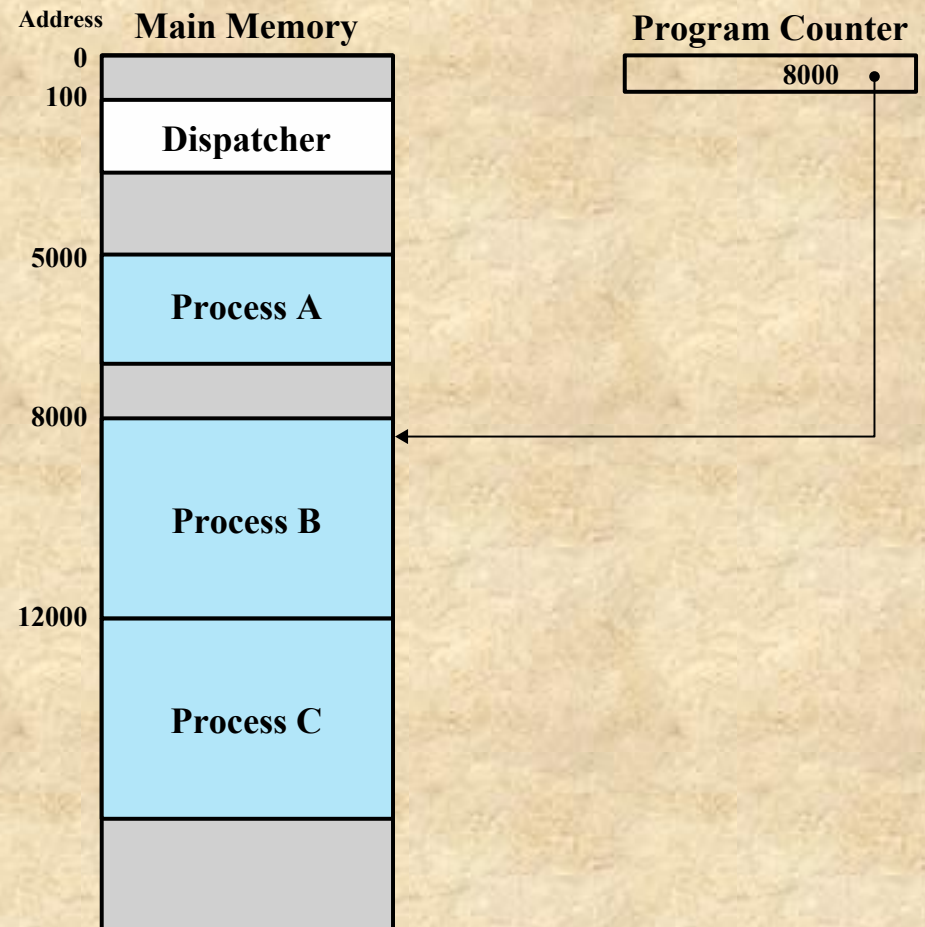 Address
Main Memory
Program Counter
0
8000
100
Dispatcher
5000
Process A
8000
Process B
12000
Process C